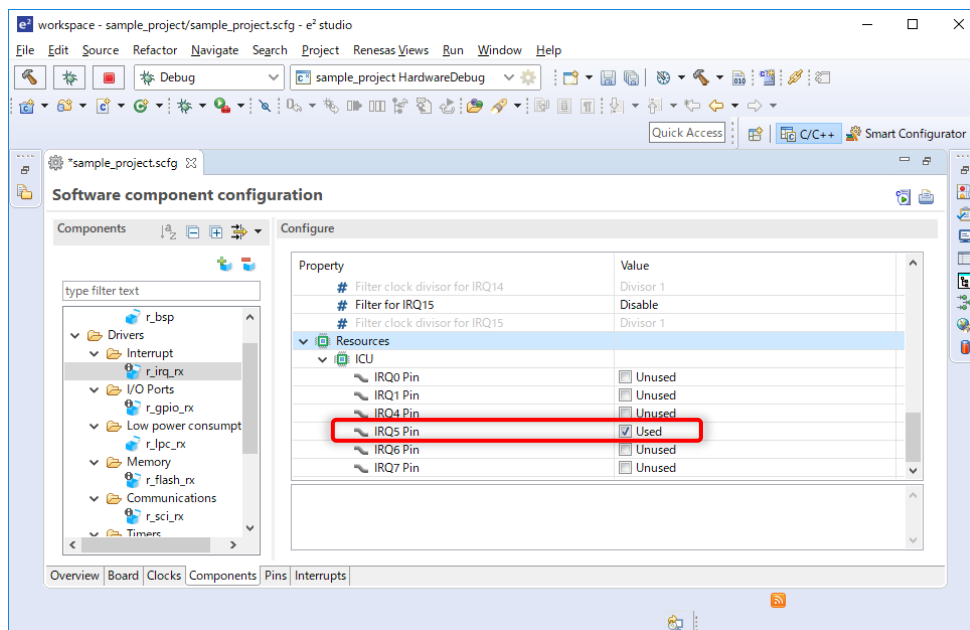 workspace - sample_project/sample_project.scfg - e² studio
File Edit Source Refactor Navigate Search Project Renesas Views Run Window Help
Debug sample_project HardwareDebug
Quick Access C/C++ Smart Configurator
*sample_project.scfg
Software component configuration
Components
Configure
type filter text
r_bsp
Drivers
Interrupt
r_irq_rx
I/O Ports
r_gpio_rx
Low power consumpt
r_lpc_rx
Memory
r_flash_rx
Communications
r_sci_rx
Timers
Property Value
Filter clock divisor for IRQ14 Divisor 1
Filter for IRQ15 Disable
Filter clock divisor for IRQ15 Divisor 1
Resources
ICU
IRQ0 Pin Unused
IRQ1 Pin Unused
IRQ4 Pin Unused
IRQ5 Pin Used
IRQ6 Pin Unused
IRQ7 Pin Unused
Overview Board Clocks Components Pins Interrupts